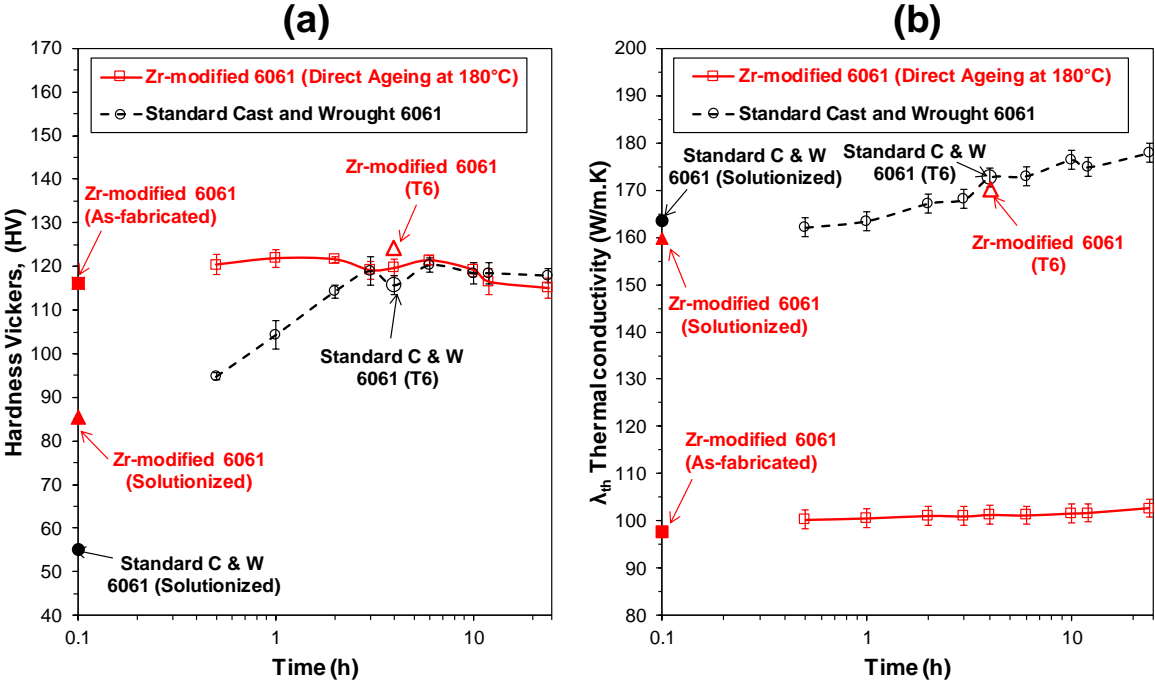 (a)
Hardness Vickers, (HV)
170
160
150
140
130
120
110
100
90
80
70
60
50
40
Zr-modified 6061 (Direct Ageing at 180°C)
Standard Cast and Wrought 6061
Zr-modified 6061
(T6)
Zr-modified 6061
(As-fabricated)
Standard C & W
6061 (T6)
Zr-modified 6061
(Solutionized)
Standard C & W
6061 (Solutionized)
0.1
1
10
Time (h)
(b)
λth Thermal conductivity (W/m.K)
200
190
180
170
160
150
140
130
120
110
100
90
80
Zr-modified 6061 (Direct Ageing at 180°C)
Standard Cast and Wrought 6061
Standard C & W
6061 (Solutionized)
Standard C & W
6061 (T6)
Zr-modified 6061
(T6)
Zr-modified 6061
(Solutionized)
Zr-modified 6061
(As-fabricated)
0.1
1
10
Time (h)